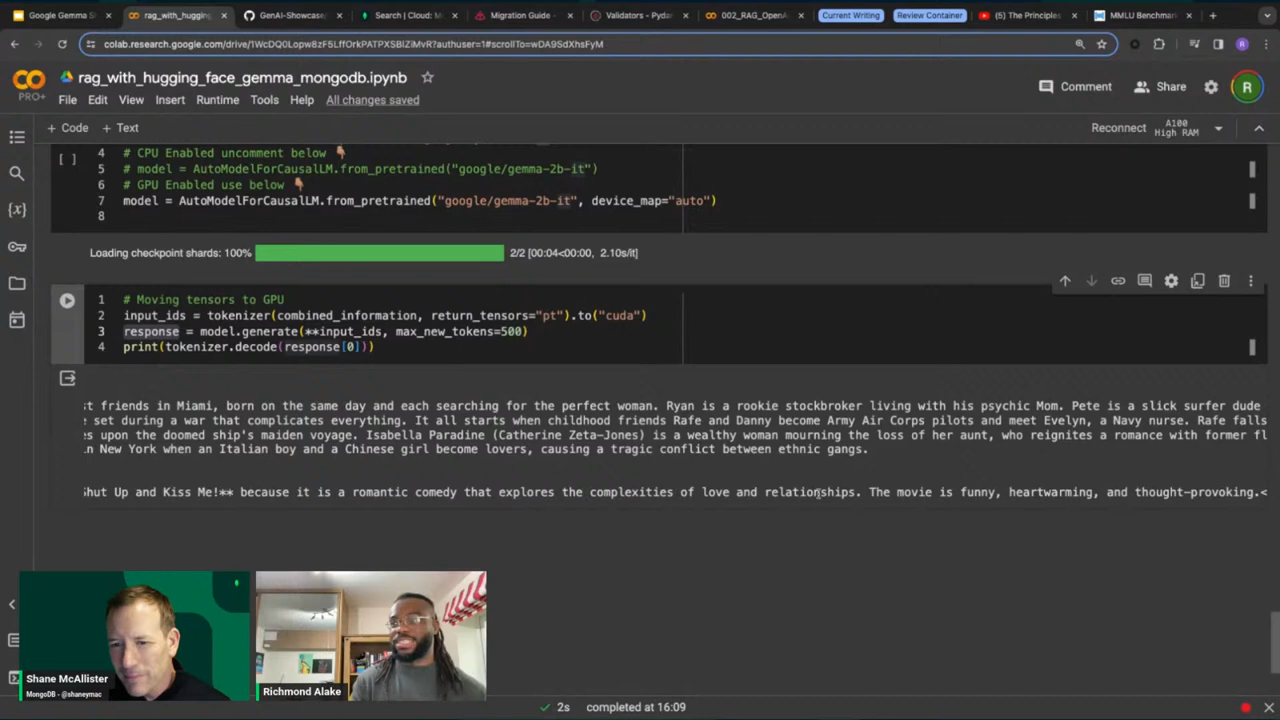 Google Gemma S
rag_with_hugging_
GenAI-Showcase
Search | Cloud: M
Migration Guide -
Validators - Pydan
002_RAG_OpenA
Current Writing
Review Container
(5) The Principles
MMLU Benchmar
colab.research.google.com/drive/1WcDQ0Lopw8zF5LffOrkPATPXSBIZiMvR?authuser=1#scrollTo=wDA9SdXhsFyM
rag_with_hugging_face_gemma_mongodb.ipynb
PRO+
File Edit View Insert Runtime Tools Help All changes saved
Comment Share R
+ Code + Text
Reconnect A100 High RAM
4 # CPU Enabled uncomment below 👇🏽
[ ] 5 # model = AutoModelForCausalLM.from_pretrained("google/gemma-2b-it")
6 # GPU Enabled use below 👇🏽
7 model = AutoModelForCausalLM.from_pretrained("google/gemma-2b-it", device_map="auto")
8
Loading checkpoint shards: 100% 2/2 [00:04<00:00, 2.10s/it]
1 # Moving tensors to GPU
2 input_ids = tokenizer(combined_information, return_tensors="pt").to("cuda")
3 response = model.generate(**input_ids, max_new_tokens=500)
4 print(tokenizer.decode(response[0]))
st friends in Miami, born on the same day and each searching for the perfect woman. Ryan is a rookie stockbroker living with his psychic Mom. Pete is a slick surfer dude
e set during a war that complicates everything. It all starts when childhood friends Rafe and Danny become Army Air Corps pilots and meet Evelyn, a Navy nurse. Rafe falls
es upon the doomed ship's maiden voyage. Isabella Paradine (Catherine Zeta-Jones) is a wealthy woman mourning the loss of her aunt, who reignites a romance with former fl
in New York when an Italian boy and a Chinese girl become lovers, causing a tragic conflict between ethnic gangs.
Shut Up and Kiss Me!** because it is a romantic comedy that explores the complexities of love and relationships. The movie is funny, heartwarming, and thought-provoking.<
Shane McAllister
MongoDB - @shaneymac
Richmond Alake
2s completed at 16:09